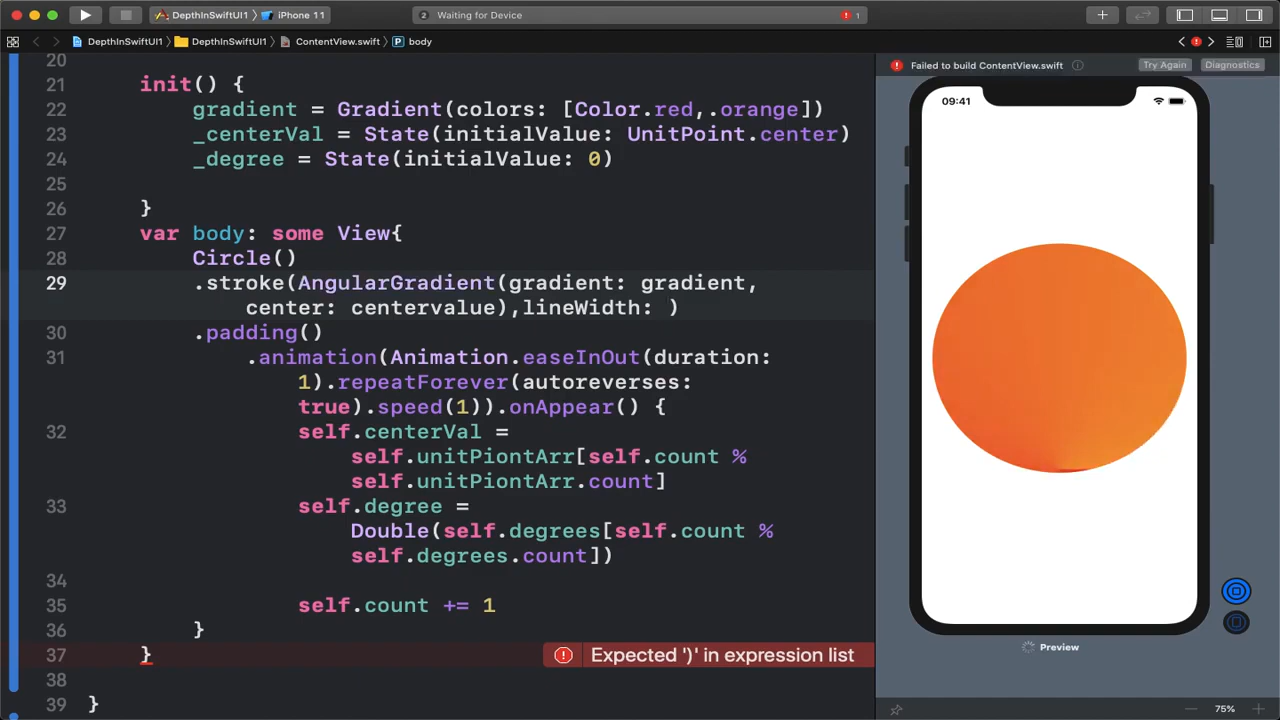 DepthInSwiftUI1 > iPhone 11
2 Waiting for Device 1
DepthInSwiftUI1 > DepthInSwiftUI1 > ContentView.swift > P body
20
21 init() {
22 gradient = Gradient(colors: [Color.red,.orange])
23 _centerVal = State(initialValue: UnitPoint.center)
24 _degree = State(initialValue: 0)
25
26 }
27 var body: some View{
28 Circle()
29 .stroke(AngularGradient(gradient: gradient,
center: centervalue),lineWidth: )
30 .padding()
31 .animation(Animation.easeInOut(duration:
1).repeatForever(autoreverses:
true).speed(1)).onAppear() {
32 self.centerVal =
self.unitPiontArr[self.count %
self.unitPiontArr.count]
33 self.degree =
Double(self.degrees[self.count %
self.degrees.count])
34
35 self.count += 1
36 }
37 } Expected ')' in expression list
38
39 }
Failed to build ContentView.swift Try Again Diagnostics
09:41
Preview
75%